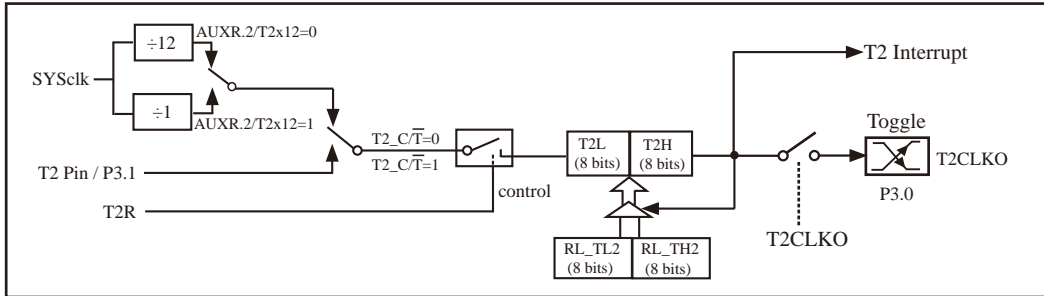 ÷12
AUXR.2/T2x12=0
SYSclk
÷1
AUXR.2/T2x12=1
T2_C/T̅=0
T2_C/T̅=1
T2 Pin / P3.1
T2R
control
T2L
(8 bits)
T2H
(8 bits)
RL_TL2
(8 bits)
RL_TH2
(8 bits)
T2 Interrupt
Toggle
T2CLKO
P3.0
T2CLKO